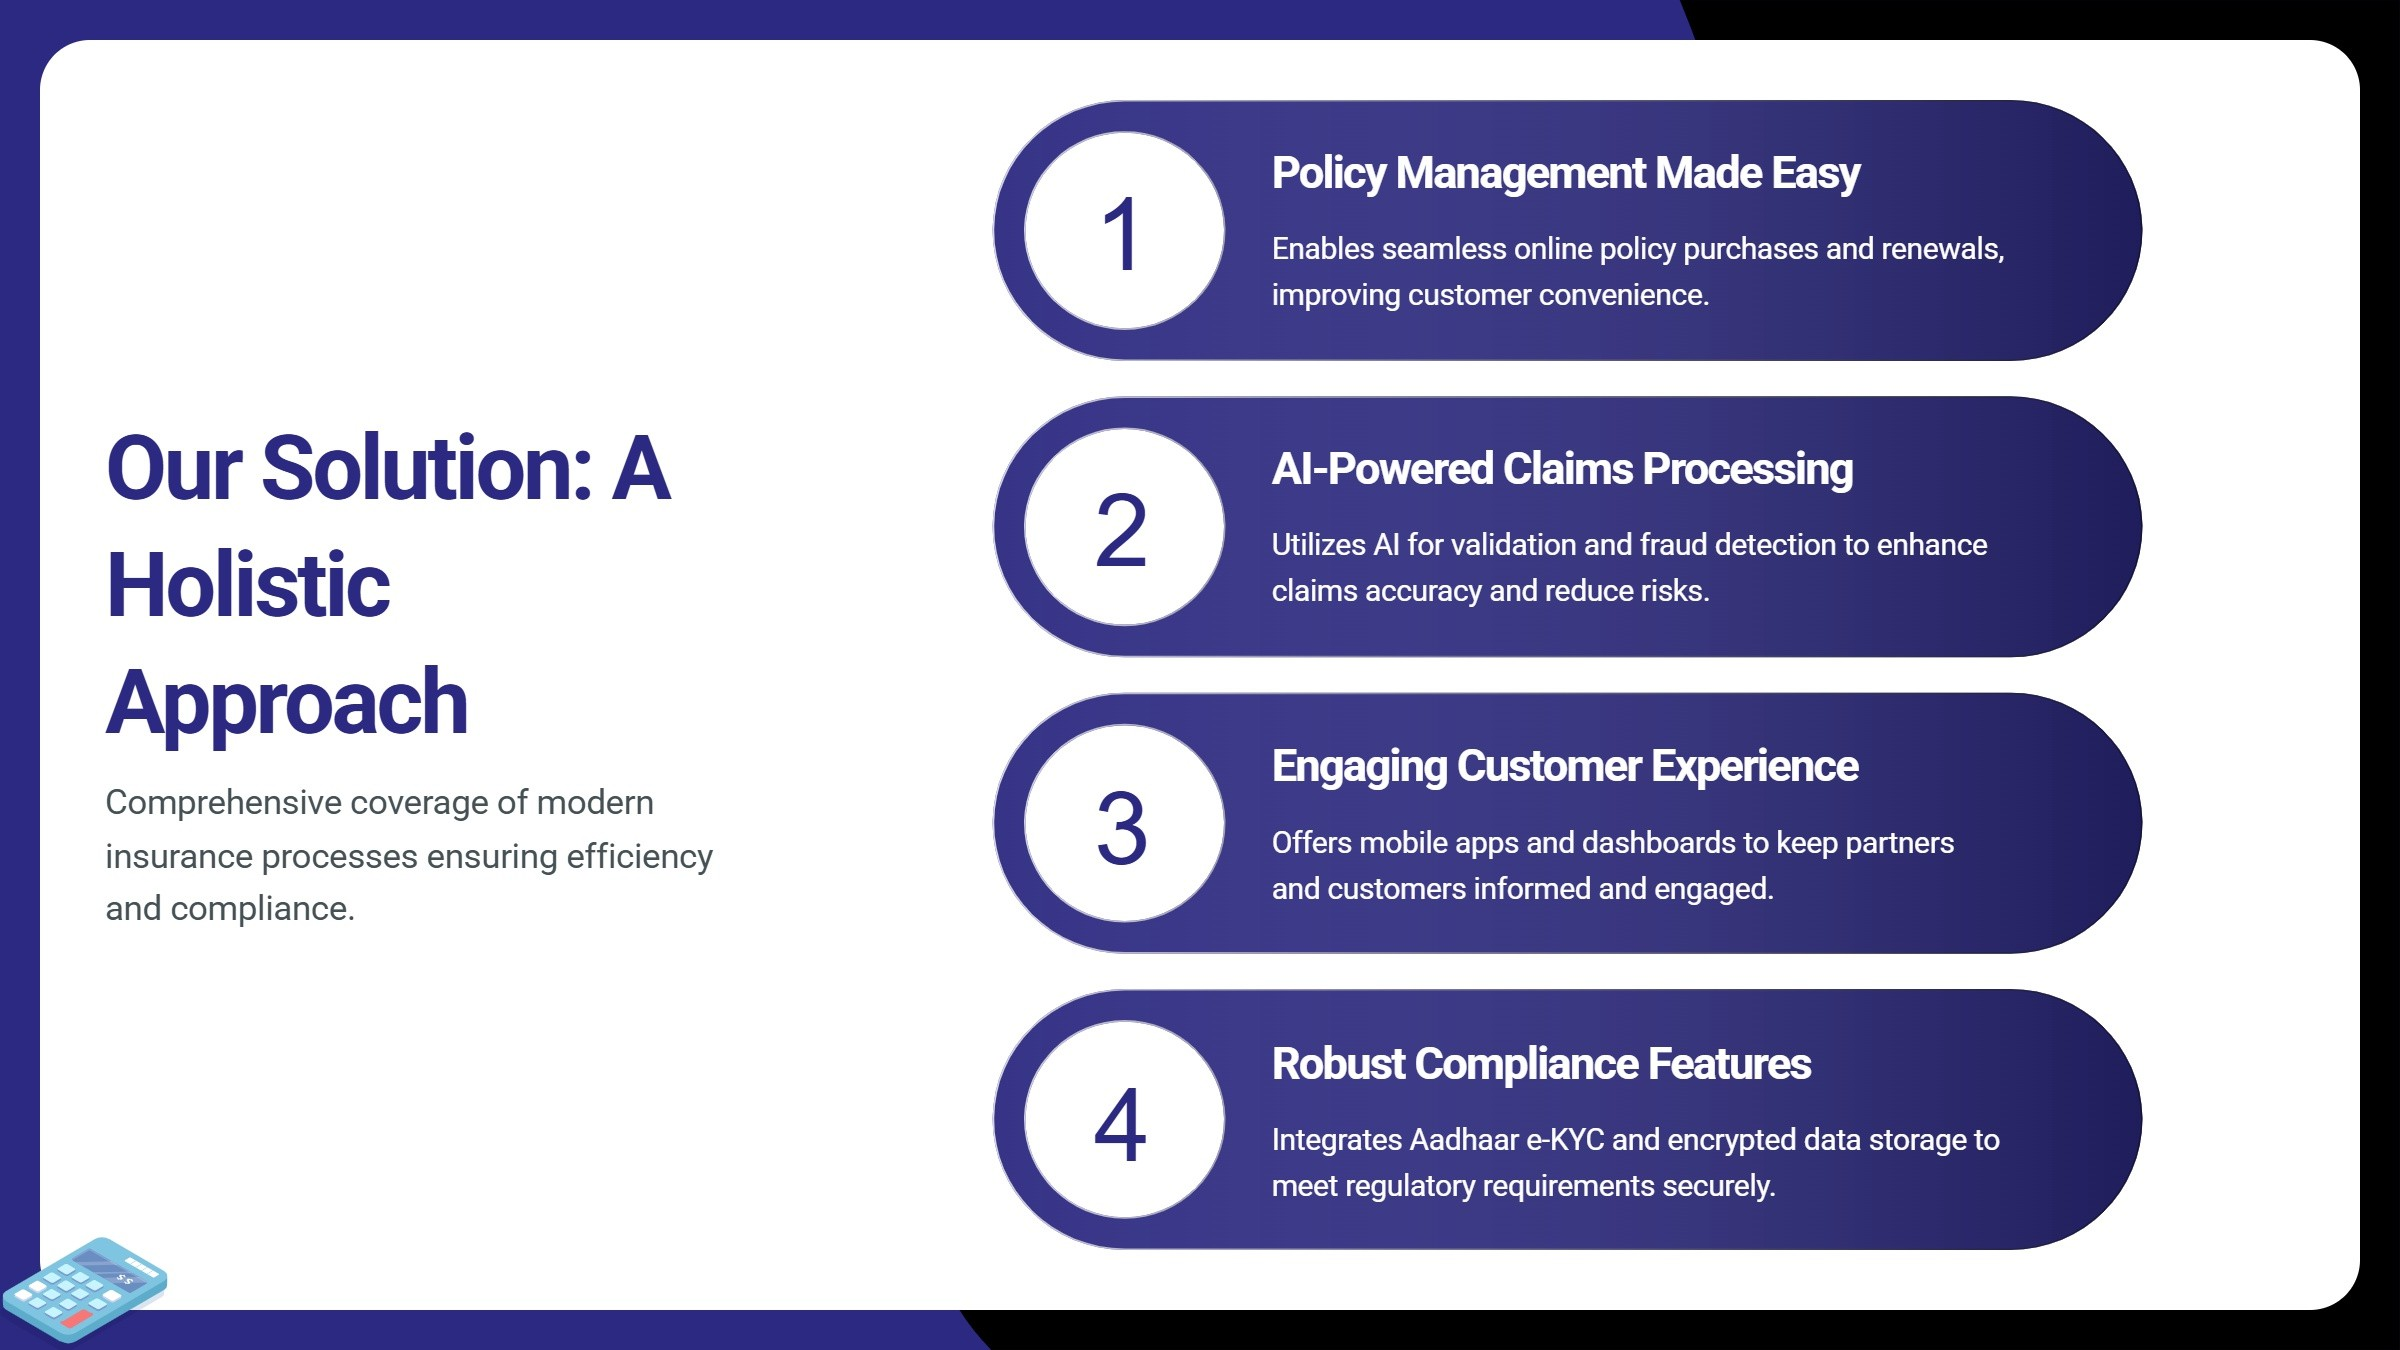 Our Solution: A
Holistic
Approach
Comprehensive coverage of modern
insurance processes ensuring efficiency
and compliance.
1
Policy Management Made Easy
Enables seamless online policy purchases and renewals,
improving customer convenience.
2
AI-Powered Claims Processing
Utilizes AI for validation and fraud detection to enhance
claims accuracy and reduce risks.
3
Engaging Customer Experience
Offers mobile apps and dashboards to keep partners
and customers informed and engaged.
4
Robust Compliance Features
Integrates Aadhaar e-KYC and encrypted data storage to
meet regulatory requirements securely.
$$